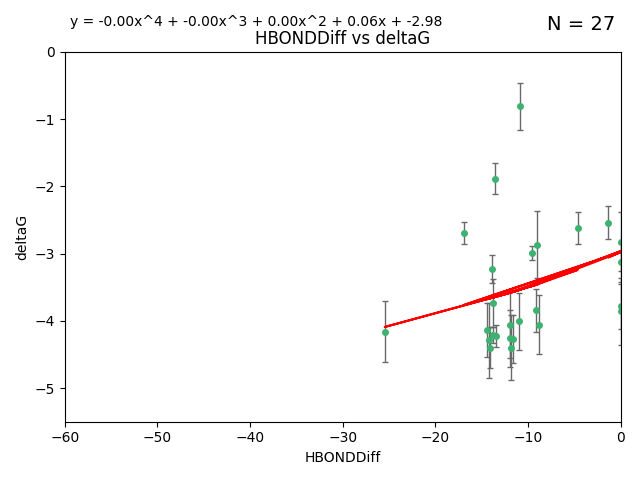 y = -0.00x^4 + -0.00x^3 + 0.00x^2 + 0.06x + -2.98
N = 27
HBONDDiff vs deltaG
0
−1
−2
−3
−4
−5
deltaG
−60 −50 −40 −30 −20 −10 0
HBONDDiff